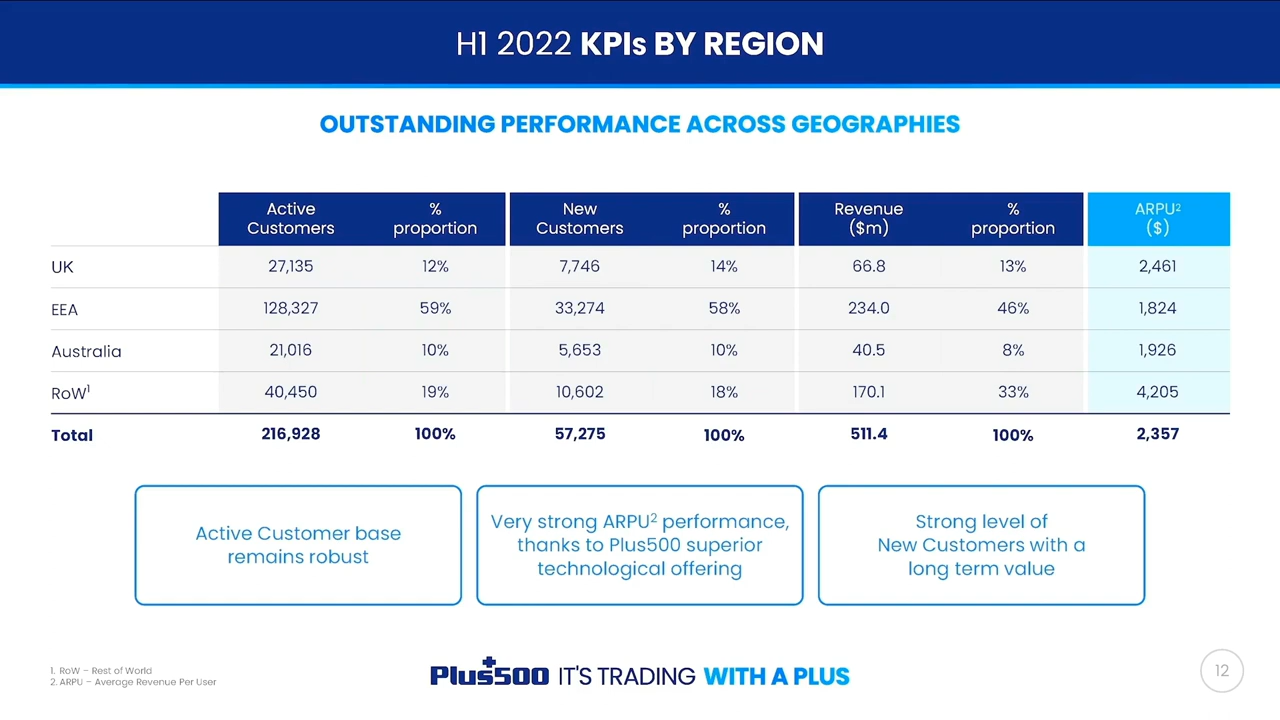 H1 2022 KPIs BY REGION
OUTSTANDING PERFORMANCE ACROSS GEOGRAPHIES
Active Customers % proportion New Customers % proportion Revenue ($m) % proportion ARPU² ($)
UK 27,135 12% 7,746 14% 66.8 13% 2,461
EEA 128,327 59% 33,274 58% 234.0 46% 1,824
Australia 21,016 10% 5,653 10% 40.5 8% 1,926
RoW¹ 40,450 19% 10,602 18% 170.1 33% 4,205
Total 216,928 100% 57,275 100% 511.4 100% 2,357
Active Customer base
remains robust
Very strong ARPU² performance,
thanks to Plus500 superior
technological offering
Strong level of
New Customers with a
long term value
1. RoW – Rest of World
2. ARPU – Average Revenue Per User
Plus500 IT'S TRADING WITH A PLUS
12